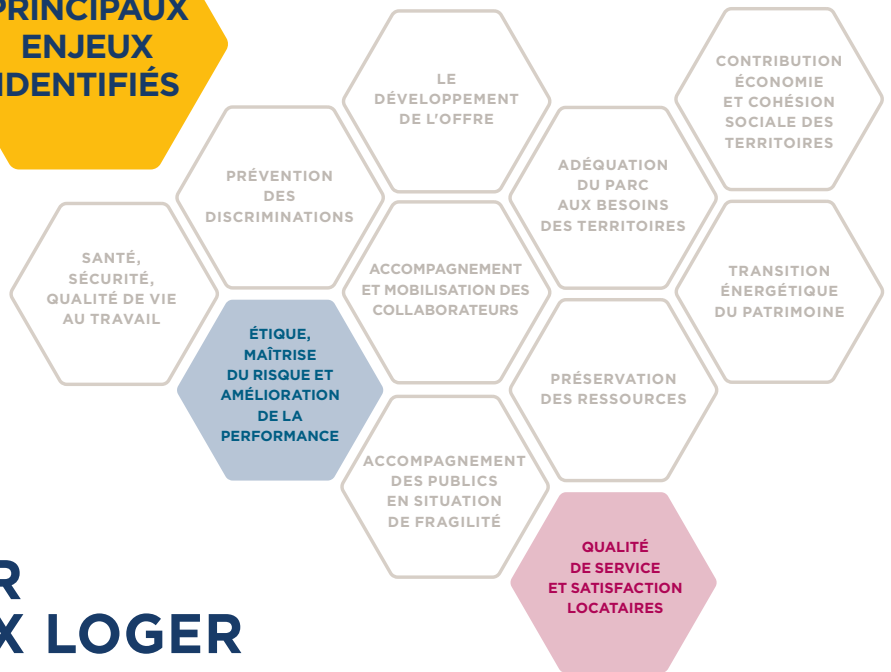 PRINCIPAUX
ENJEUX
IDENTIFIÉS
LE
DÉVELOPPEMENT
DE L'OFFRE
CONTRIBUTION
ÉCONOMIE
ET COHÉSION
SOCIALE DES
TERRITOIRES
PRÉVENTION
DES
DISCRIMINATIONS
ADÉQUATION
DU PARC
AUX BESOINS
DES TERRITOIRES
SANTÉ,
SÉCURITÉ,
QUALITÉ DE VIE
AU TRAVAIL
ACCOMPAGNEMENT
ET MOBILISATION DES
COLLABORATEURS
TRANSITION
ÉNERGÉTIQUE
DU PATRIMOINE
ÉTIQUE,
MAÎTRISE
DU RISQUE ET
AMÉLIORATION
DE LA
PERFORMANCE
PRÉSERVATION
DES RESSOURCES
ACCOMPAGNEMENT
DES PUBLICS
EN SITUATION
DE FRAGILITÉ
QUALITÉ
DE SERVICE
ET SATISFACTION
LOCATAIRES
R
X LOGER